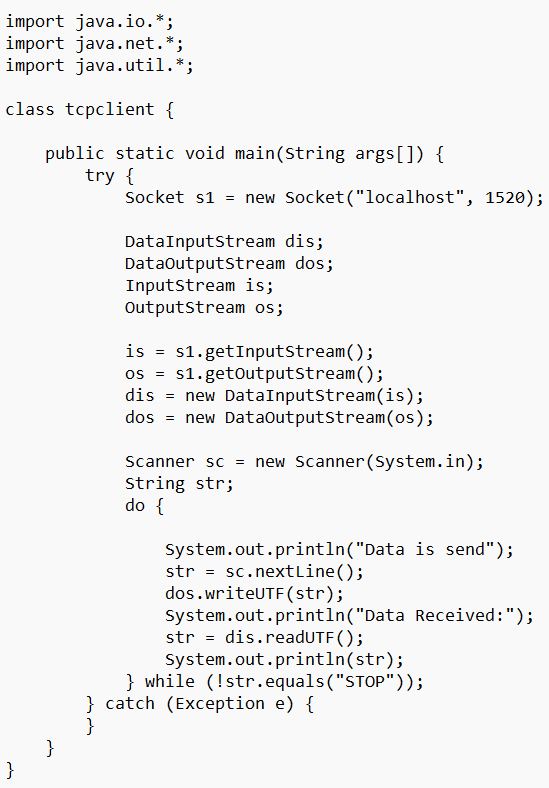 import java.io.*;
import java.net.*;
import java.util.*;

class tcpclient {

    public static void main(String args[]) {
        try {
            Socket s1 = new Socket("localhost", 1520);

            DataInputStream dis;
            DataOutputStream dos;
            InputStream is;
            OutputStream os;

            is = s1.getInputStream();
            os = s1.getOutputStream();
            dis = new DataInputStream(is);
            dos = new DataOutputStream(os);

            Scanner sc = new Scanner(System.in);
            String str;
            do {

                System.out.println("Data is send");
                str = sc.nextLine();
                dos.writeUTF(str);
                System.out.println("Data Received:");
                str = dis.readUTF();
                System.out.println(str);
            } while (!str.equals("STOP"));
        } catch (Exception e) {
        }
    }
}